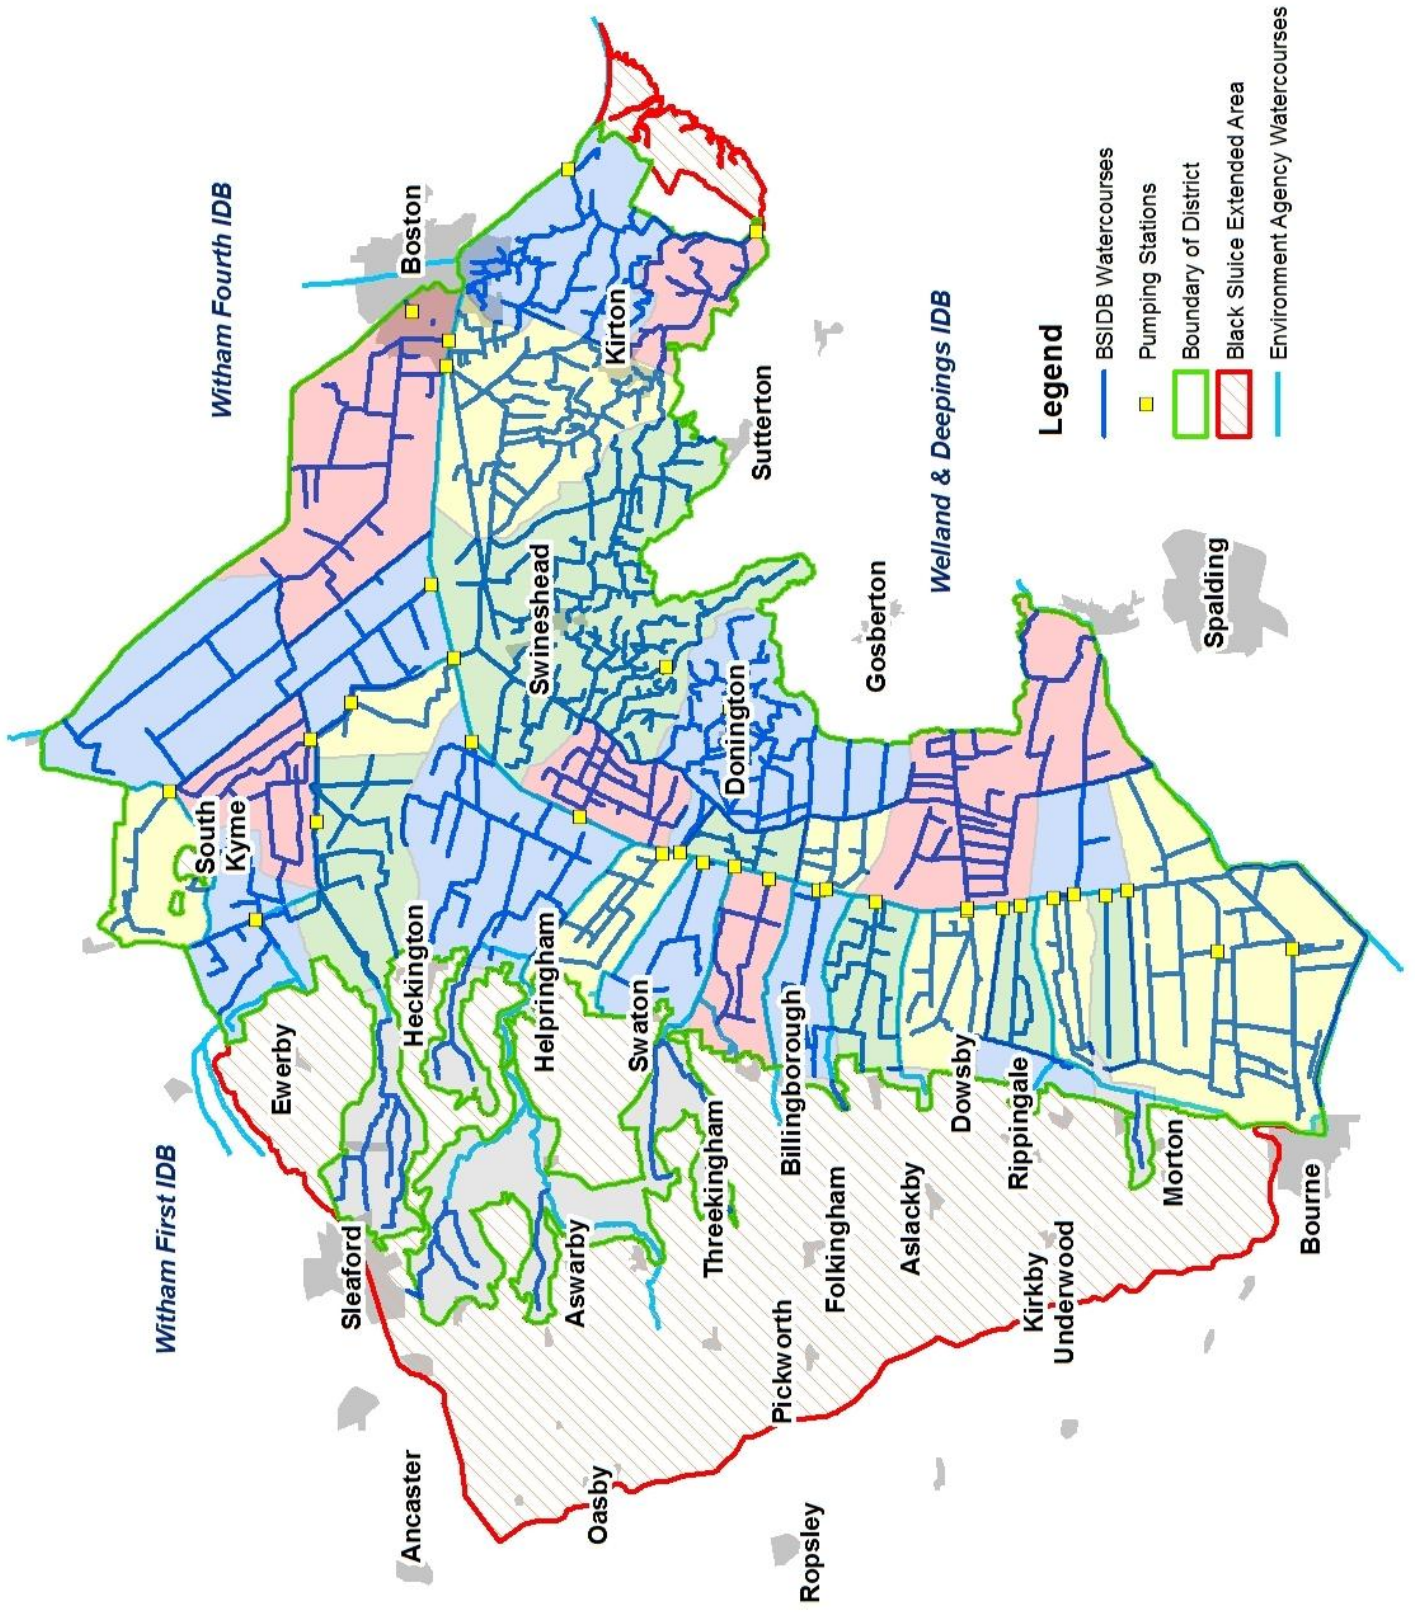 Witham First IDB
Witham Fourth IDB
Boston
South
Kyme
Ewerby
Sleaford
Heckington
Ancaster
Kirton
Swineshead
Helpringham
Aswarby
Oasby
Swaton
Sutterton
Donington
Threekingham
Billingborough
Pickworth
Ropsley
Folkingham
Gosberton
Aslackby
Welland & Deepings IDB
Dowsby
Rippingale
Kirkby
Underwood
Morton
Spalding
Bourne
Legend
BSIDB Watercourses
Pumping Stations
Boundary of District
Black Sluice Extended Area
Environment Agency Watercourses